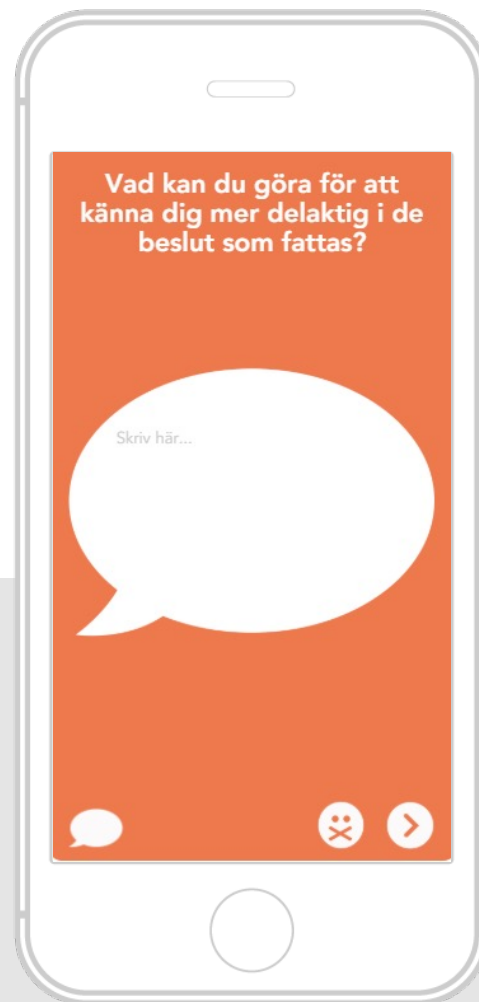 Vad kan du göra för att
känna dig mer delaktig i de
beslut som fattas?
Skriv här...